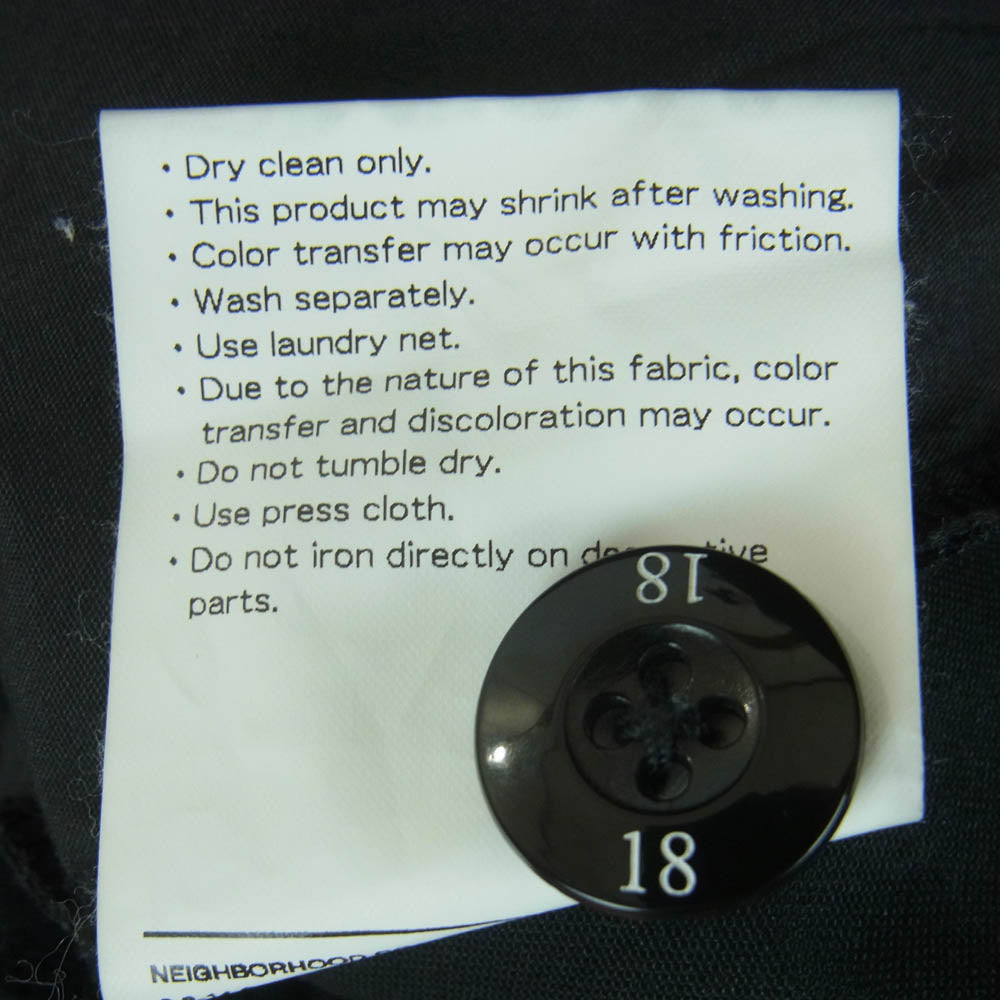 • Dry clean only.
• This product may shrink after washing.
• Color transfer may occur with friction.
• Wash separately.
• Use laundry net.
• Due to the nature of this fabric, color
transfer and discoloration may occur.
• Do not tumble dry.
• Use press cloth.
• Do not iron directly on
parts.
18
18
NEIGHBORHOOD